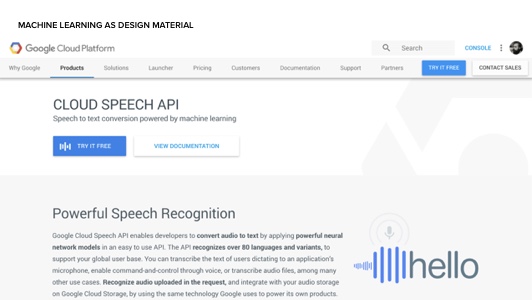 MACHINE LEARNING AS DESIGN MATERIAL
Google Cloud Platform
Search
CONSOLE
Why Google Products Solutions Launcher Pricing Customers Documentation Support Partners TRY IT FREE CONTACT SALES
CLOUD SPEECH API
Speech to text conversion powered by machine learning
TRY IT FREE VIEW DOCUMENTATION
Powerful Speech Recognition
Google Cloud Speech API enables developers to convert audio to text by applying powerful neural
network models in an easy to use API. The API recognizes over 80 languages and variants, to
support your global user base. You can transcribe the text of users dictating to an application's
microphone, enable command-and-control through voice, or transcribe audio files, among many
other use cases. Recognize audio uploaded in the request, and integrate with your audio storage
on Google Cloud Storage, by using the same technology Google uses to power its own products.
hello